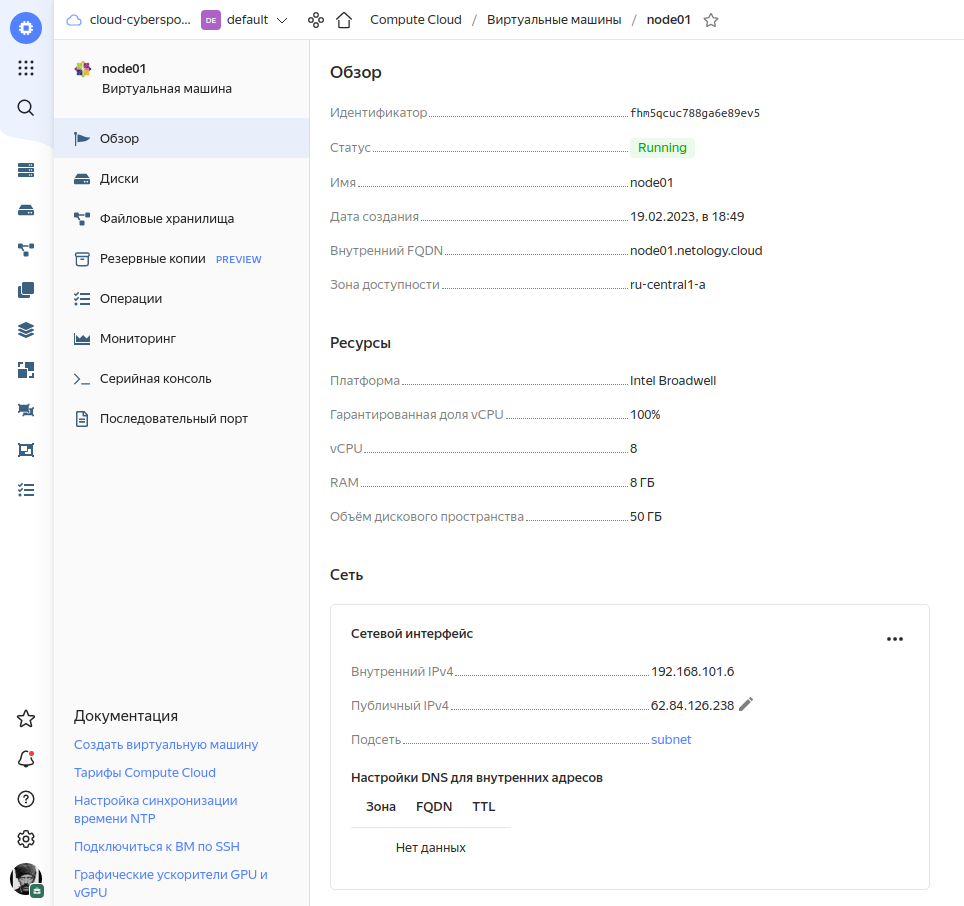 cloud-cyberspo... DE default Compute Cloud / Виртуальные машины / node01
node01
Виртуальная машина
Обзор
Диски
Файловые хранилища
Резервные копии PREVIEW
Операции
Мониторинг
Серийная консоль
Последовательный порт
Документация
Создать виртуальную машину
Тарифы Compute Cloud
Настройка синхронизации
времени NTP
Подключиться к ВМ по SSH
Графические ускорители GPU и
vGPU
Обзор
Идентификатор fhm5qcuc788ga6e89ev5
Статус Running
Имя node01
Дата создания 19.02.2023, в 18:49
Внутренний FQDN node01.netology.cloud
Зона доступности ru-central1-a
Ресурсы
Платформа Intel Broadwell
Гарантированная доля vCPU 100%
vCPU 8
RAM 8 ГБ
Объём дискового пространства 50 ГБ
Сеть
Сетевой интерфейс
Внутренний IPv4 192.168.101.6
Публичный IPv4 62.84.126.238
Подсеть subnet
Настройки DNS для внутренних адресов
Зона FQDN TTL
Нет данных